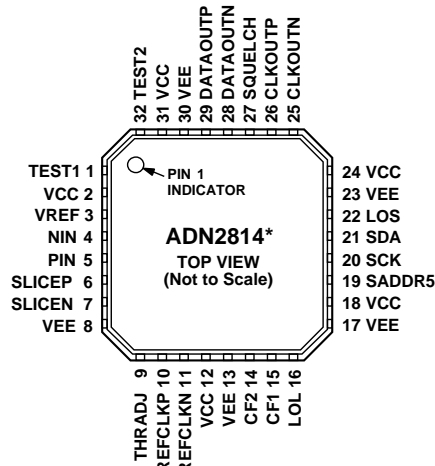 32 TEST2
31 VCC
30 VEE
29 DATAOUTP
28 DATAOUTN
27 SQUELCH
26 CLKOUTP
25 CLKOUTN
TEST1 1
VCC 2
VREF 3
NIN 4
PIN 5
SLICEP 6
SLICEN 7
VEE 8
PIN 1
INDICATOR
ADN2814*
TOP VIEW
(Not to Scale)
24 VCC
23 VEE
22 LOS
21 SDA
20 SCK
19 SADDR5
18 VCC
17 VEE
THRADJ 9
REFCLKP 10
REFCLKN 11
VCC 12
VEE 13
CF2 14
CF1 15
LOL 16